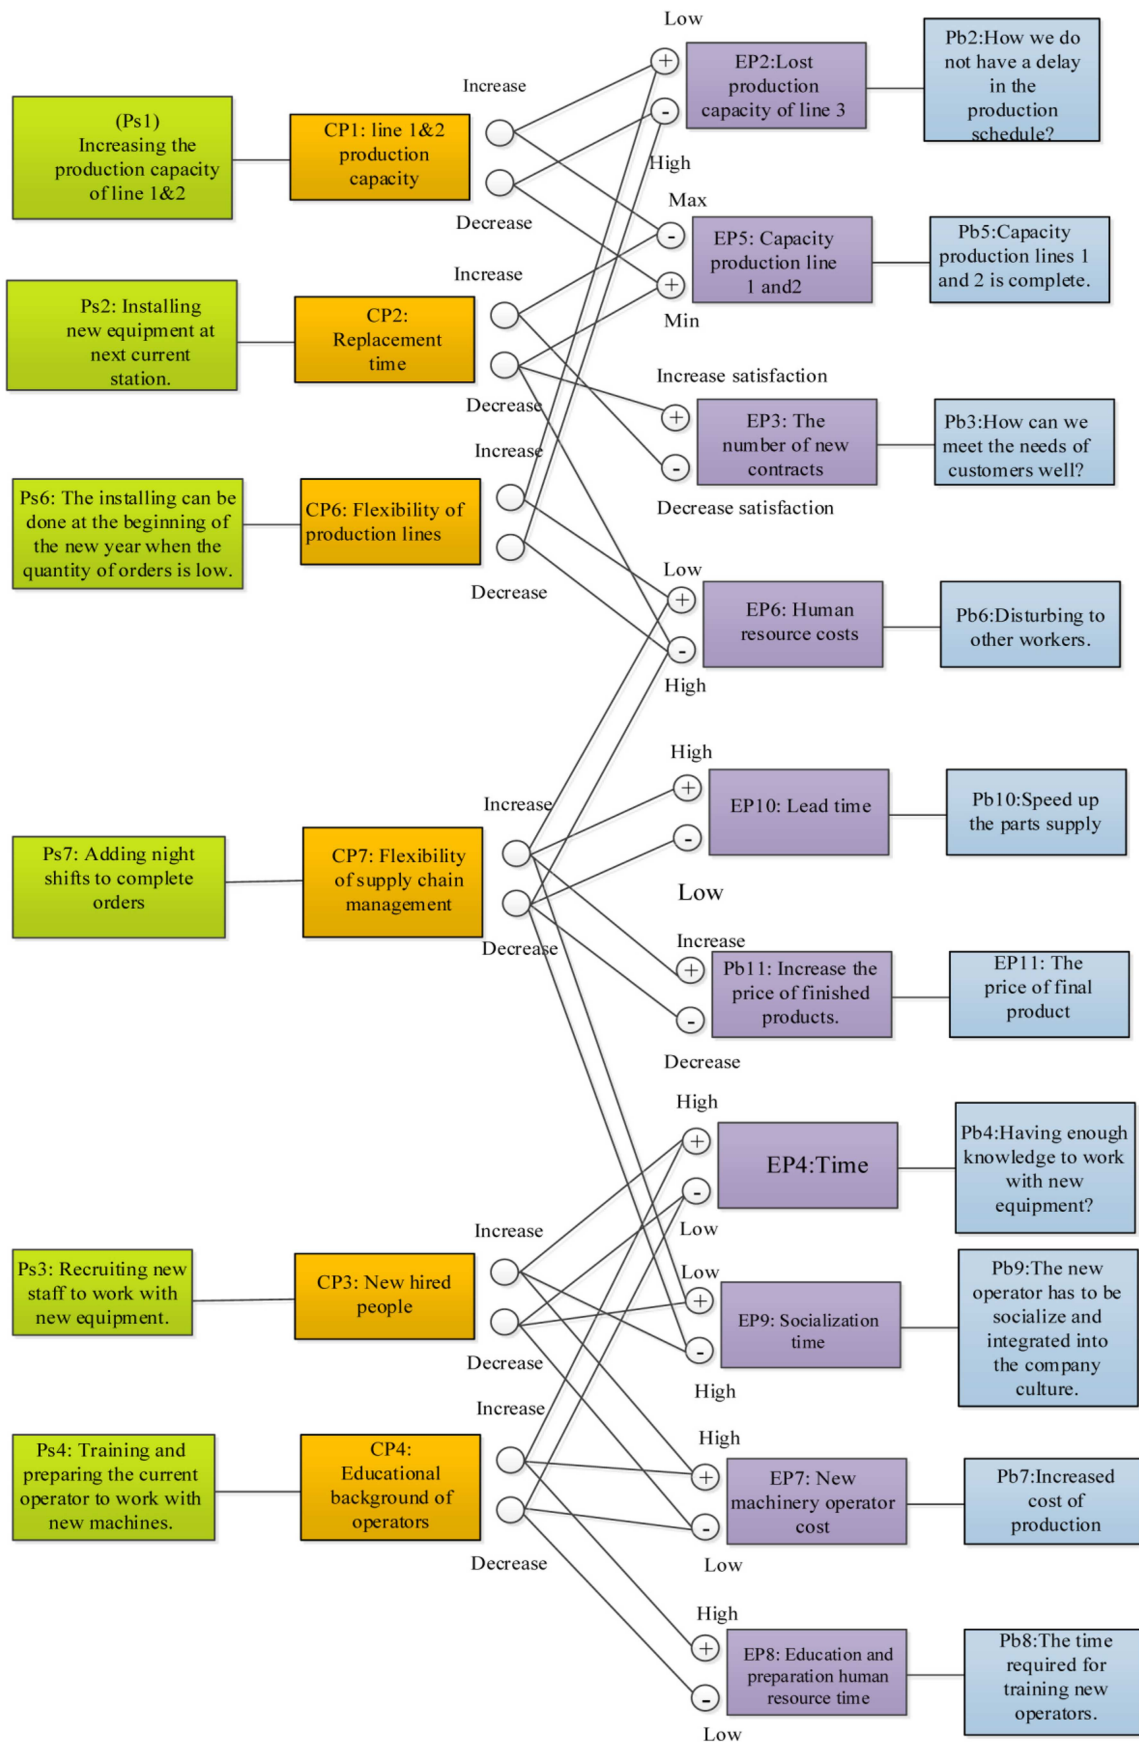 (Ps1)
Increasing the
production capacity
of line 1&2
CP1: line 1&2
production
capacity
Increase
Decrease
Low
High
EP2:Lost
production
capacity of line 3
Pb2:How we do
not have a delay
in the
production
schedule?
Max
Min
EP5: Capacity
production line
1 and2
Pb5:Capacity
production lines 1
and 2 is complete.
Ps2: Installing
new equipment at
next current
station.
CP2:
Replacement
time
Increase
Decrease
Increase satisfaction
Decrease satisfaction
EP3: The
number of new
contracts
Pb3:How can we
meet the needs of
customers well?
Ps6: The installing can be
done at the beginning of
the new year when the
quantity of orders is low.
CP6: Flexibility of
production lines
Increase
Decrease
Low
High
EP6: Human
resource costs
Pb6:Disturbing to
other workers.
High
Low
EP10: Lead time
Pb10:Speed up
the parts supply
Ps7: Adding night
shifts to complete
orders
CP7: Flexibility
of supply chain
management
Increase
Decrease
Increase
Decrease
Pb11: Increase the
price of finished
products.
EP11: The
price of final
product
High
Low
EP4:Time
Pb4:Having enough
knowledge to work
with new
equipment?
Ps3: Recruiting new
staff to work with
new equipment.
CP3: New hired
people
Increase
Decrease
Low
High
EP9: Socialization
time
Pb9:The new
operator has to be
socialize and
integrated into
the company
culture.
Ps4: Training and
preparing the current
operator to work with
new machines.
CP4:
Educational
background of
operators
Increase
Decrease
High
Low
EP7: New
machinery operator
cost
Pb7:Increased
cost of
production
High
Low
EP8: Education and
preparation human
resource time
Pb8:The time
required for
training new
operators.
+
-
-
+
+
-
+
-
+
-
+
-
+
-
+
-
+
-
+
-